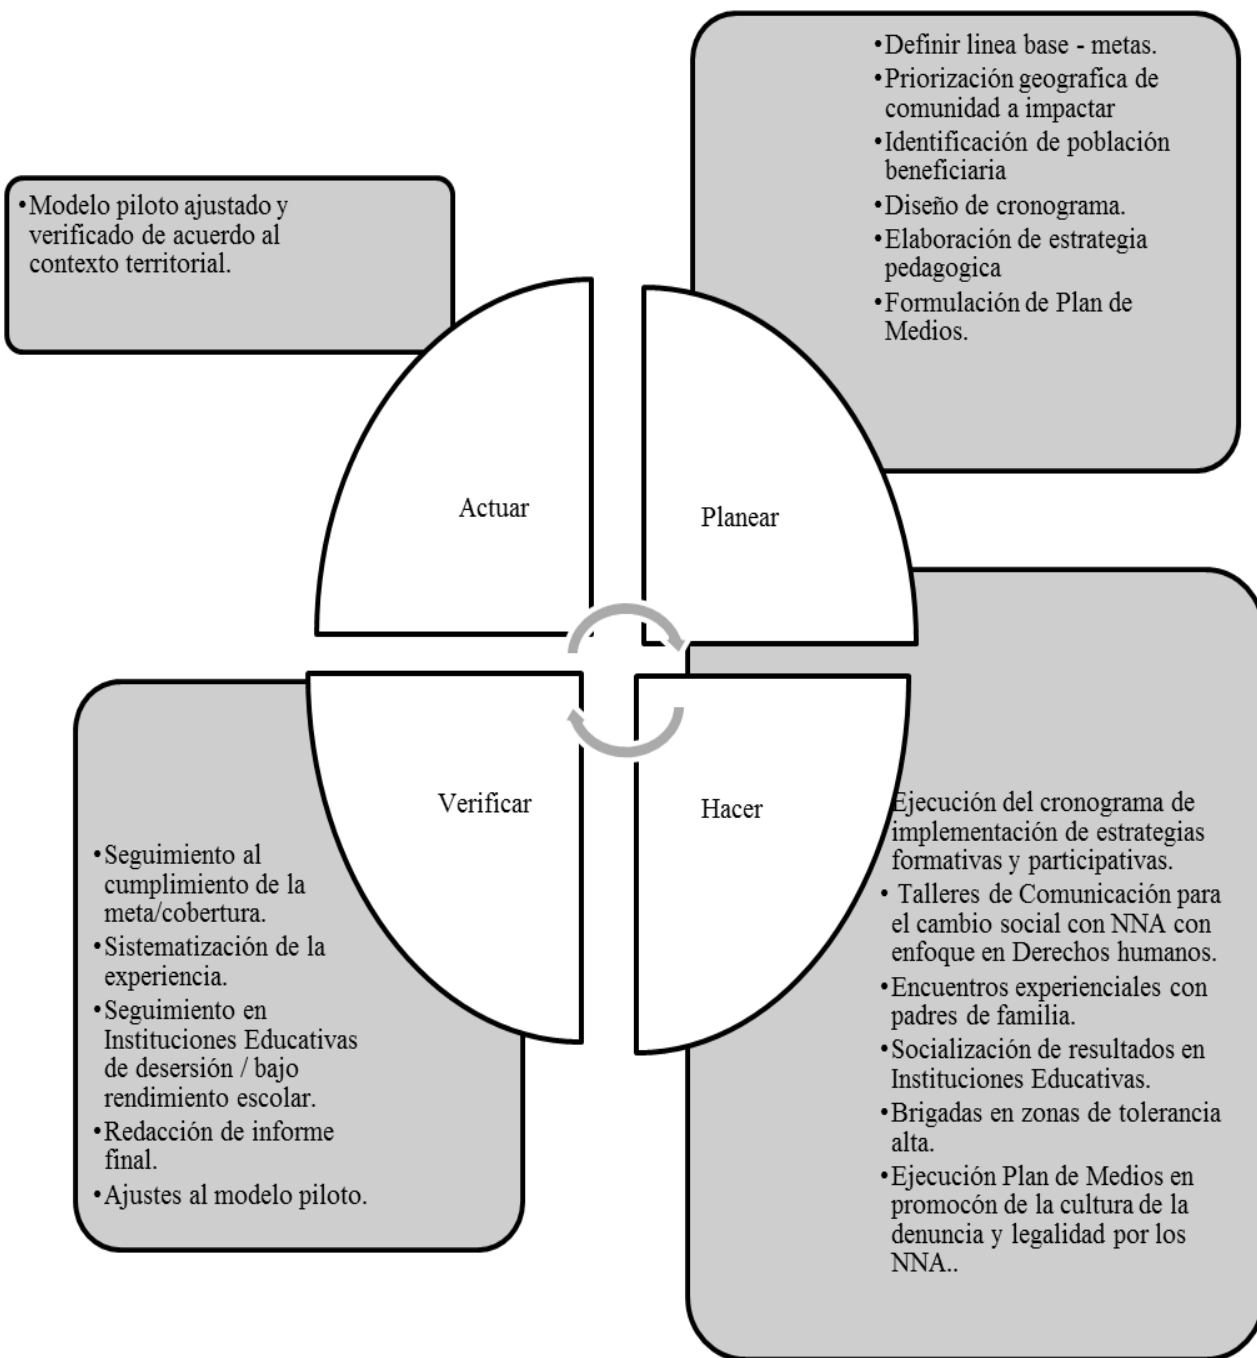 •Definir linea base - metas.
•Priorización geografica de
comunidad a impactar
•Identificación de población
beneficiaria
•Diseño de cronograma.
•Elaboración de estrategia
pedagogica
•Formulación de Plan de
Medios.
•Modelo piloto ajustado y
verificado de acuerdo al
contexto territorial.
Actuar
Planear
Verificar
Hacer
•Seguimiento al
cumplimiento de la
meta/cobertura.
•Sistematización de la
experiencia.
•Seguimiento en
Instituciones Educativas
de desersión / bajo
rendimiento escolar.
•Redacción de informe
final.
•Ajustes al modelo piloto.
Ejecución del cronograma de
implementación de estrategias
formativas y participativas.
• Talleres de Comunicación para
el cambio social con NNA con
enfoque en Derechos humanos.
•Encuentros experienciales con
padres de familia.
•Socialización de resultados en
Instituciones Educativas.
•Brigadas en zonas de tolerancia
alta.
•Ejecución Plan de Medios en
promocón de la cultura de la
denuncia y legalidad por los
NNA..